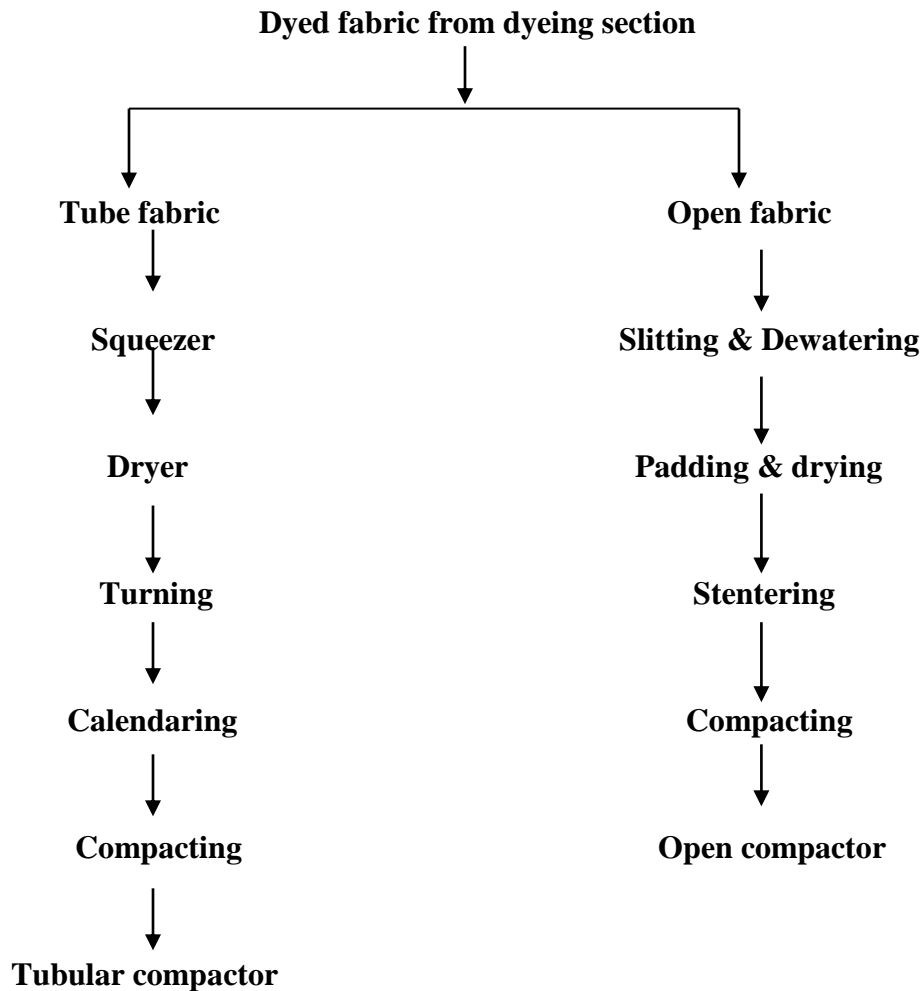 Dyed fabric from dyeing section
Tube fabric
Squeezer
Dryer
Turning
Calendaring
Compacting
Tubular compactor
Open fabric
Slitting & Dewatering
Padding & drying
Stentering
Compacting
Open compactor